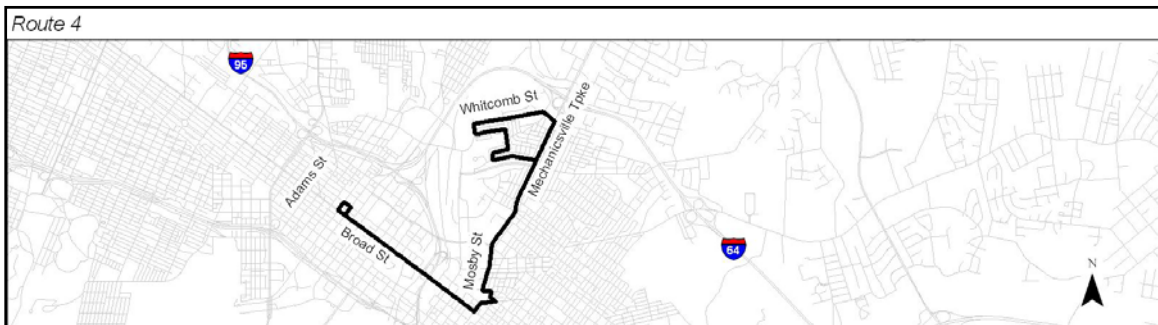 Route 4
95
Whitcomb St
Mechanicsville Tpke
Adams St
Broad St
Mosby St
64
N